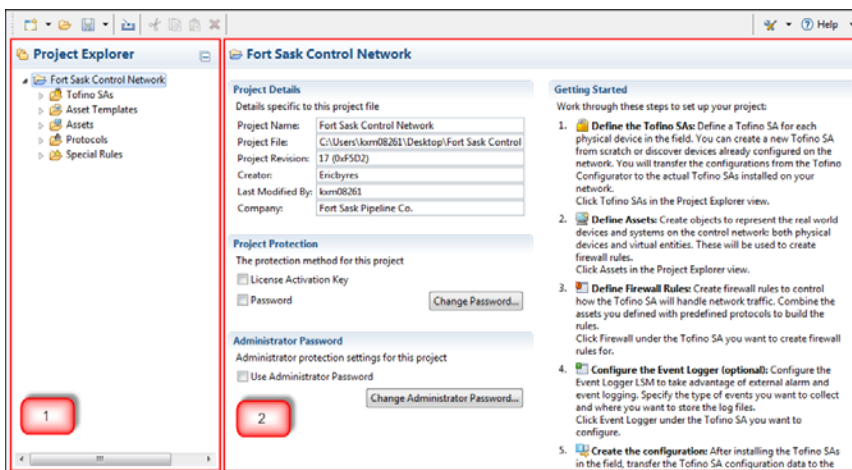 Help
Project Explorer
Fort Sask Control Network
Tofino SAs
Asset Templates
Assets
Protocols
Special Rules
1
Fort Sask Control Network
Project Details
Details specific to this project file
Project Name: Fort Sask Control Network
Project File: C:\Users\kxm08261\Desktop\Fort Sask Control
Project Revision: 17 (0xF5D2)
Creator: Ericbyres
Last Modified By: kxm08261
Company: Fort Sask Pipeline Co.
Project Protection
The protection method for this project
License Activation Key
Password
Change Password...
Administrator Password
Administrator protection settings for this project
Use Administrator Password
Change Administrator Password...
2
Getting Started
Work through these steps to set up your project:
1. Define the Tofino SAs: Define a Tofino SA for each
physical device in the field. You can create a new Tofino SA
from scratch or discover devices already configured on the
network. You will transfer the configurations from the Tofino
Configurator to the actual Tofino SAs installed on your
network.
Click Tofino SAs in the Project Explorer view.
2. Define Assets: Create objects to represent the real world
devices and systems on the control network: both physical
devices and virtual entities. These will be used to create
firewall rules.
Click Assets in the Project Explorer view.
3. Define Firewall Rules: Create firewall rules to control
how the Tofino SA will handle network traffic. Combine the
assets you defined with predefined protocols to build the
rules.
Click Firewall under the Tofino SA you want to create firewall
rules for.
4. Configure the Event Logger (optional): Configure the
Event Logger LSM to take advantage of external alarm and
event logging. Specify the type of events you want to collect
and where you want to store the log files.
Click Event Logger under the Tofino SA you want to
configure.
5. Create the configuration: After installing the Tofino SAs
in the field, transfer the Tofino SA configuration data to the